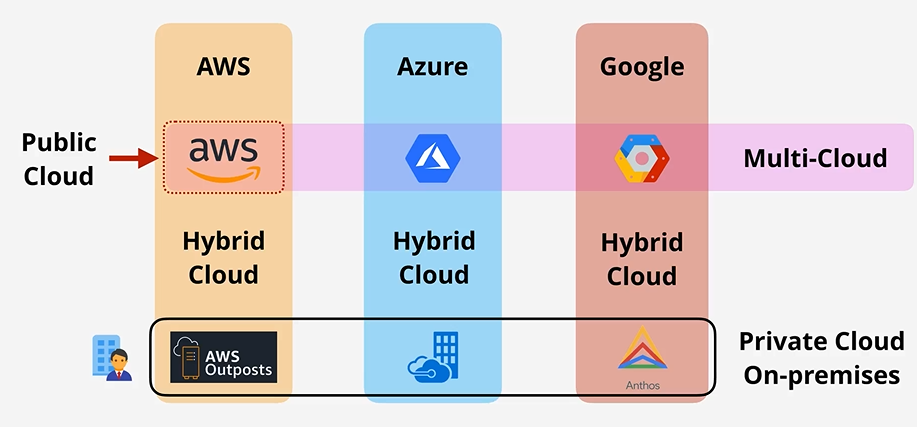 AWS
Azure
Google
Public
Cloud
aws
Multi-Cloud
Hybrid
Cloud
Hybrid
Cloud
Hybrid
Cloud
AWS
Outposts
Anthos
Private Cloud
On-premises